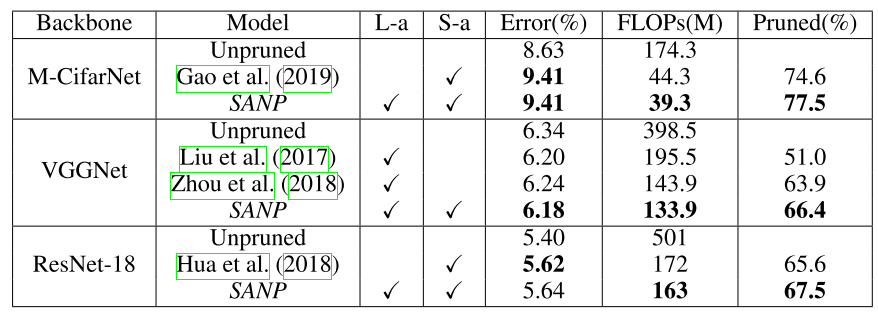 Backbone Model L-a S-a Error(%) FLOPs(M) Pruned(%)
Unpruned 8.63 174.3
M-CifarNet Gao et al. (2019) ✓ 9.41 44.3 74.6
SANP ✓ ✓ 9.41 39.3 77.5
Unpruned 6.34 398.5
Liu et al. (2017) ✓ 6.20 195.5 51.0
VGGNet
Zhou et al. (2018) ✓ 6.24 143.9 63.9
SANP ✓ ✓ 6.18 133.9 66.4
Unpruned 5.40 501
ResNet-18 Hua et al. (2018) ✓ 5.62 172 65.6
SANP ✓ ✓ 5.64 163 67.5